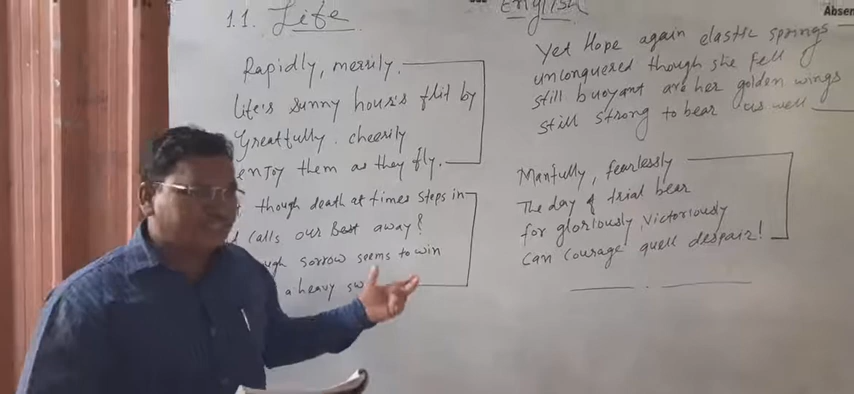 1.1. Life
English
Absen
Rapidly, merrily,
life's sunny hours flit by
Greatfully. cheerily
enjoy them as they fly.
though death at times steps in
calls our Best away?
sorrow seems to win
a heavy
Yet Hope again elastic springs
unconquered though she fell
still buoyant are her golden wings
still strong to bear us well
Manfully, fearlessly
The day of trial bear
for gloriously, victoriously
can courage quell despair!